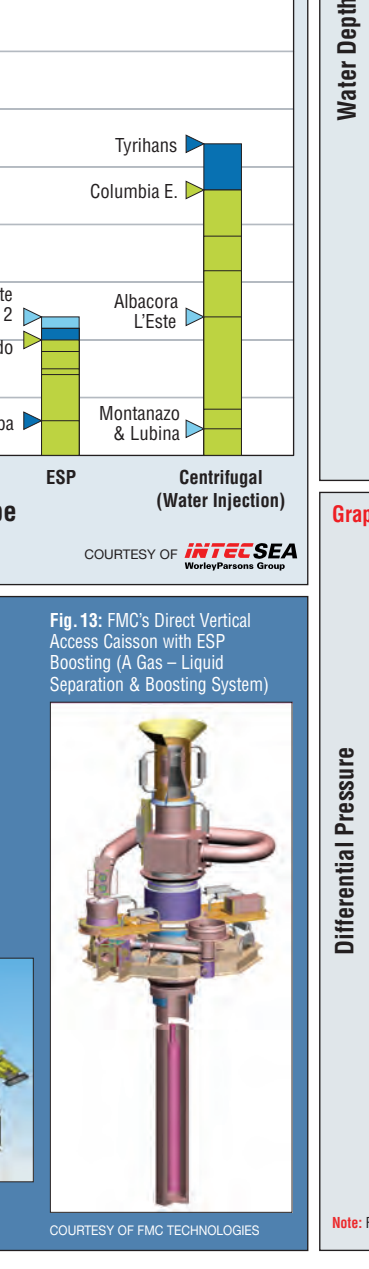 Water Depth
Tyrihans
Columbia E.
Albacora
L'Este
Montanazo
& Lubina
2
ESP
Centrifugal
(Water Injection)
COURTESY OF INTECSEA
WorleyParsons Group
Fig. 13: FMC's Direct Vertical
Access Caisson with ESP
Boosting (A Gas – Liquid
Separation & Boosting System)
COURTESY OF FMC TECHNOLOGIES
Differential Pressure
Note: